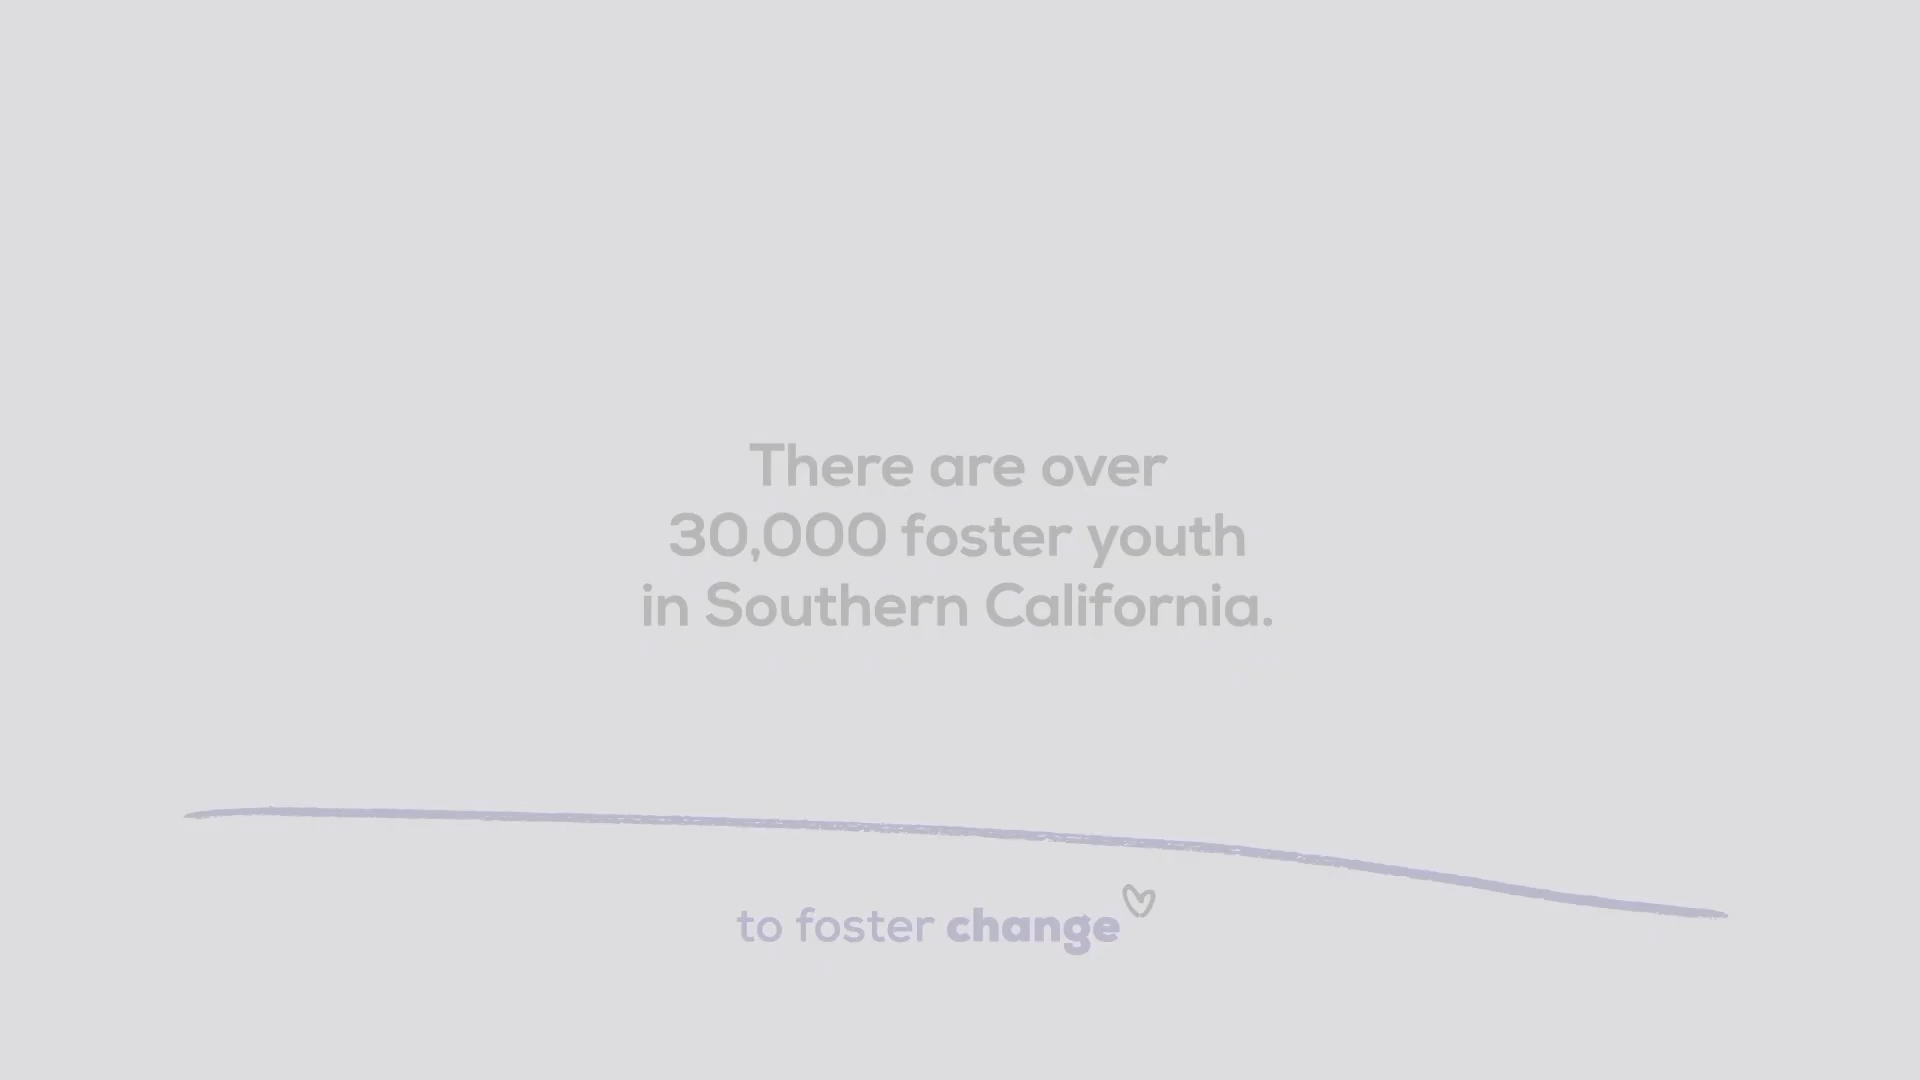 There are over
30,000 foster youth
in Southern California.
to foster change